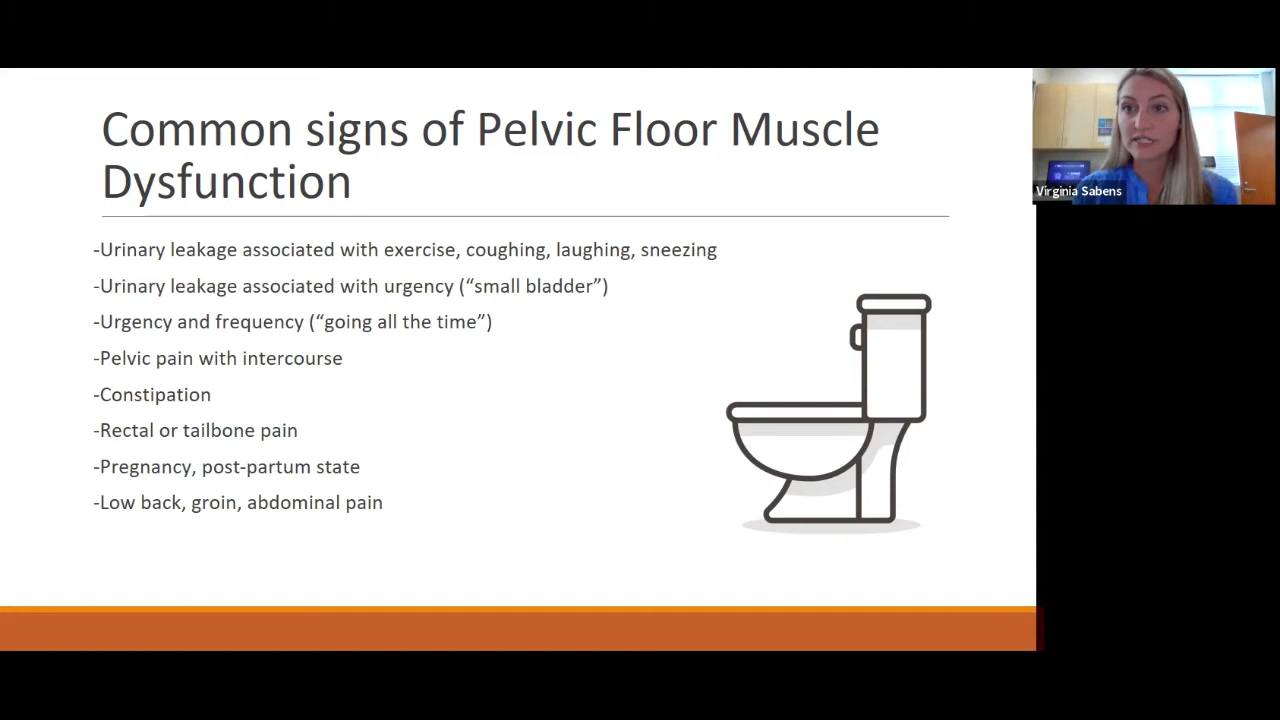 Common signs of Pelvic Floor Muscle
Dysfunction
-Urinary leakage associated with exercise, coughing, laughing, sneezing
-Urinary leakage associated with urgency (“small bladder”)
-Urgency and frequency (“going all the time”)
-Pelvic pain with intercourse
-Constipation
-Rectal or tailbone pain
-Pregnancy, post-partum state
-Low back, groin, abdominal pain
Virginia Sabens